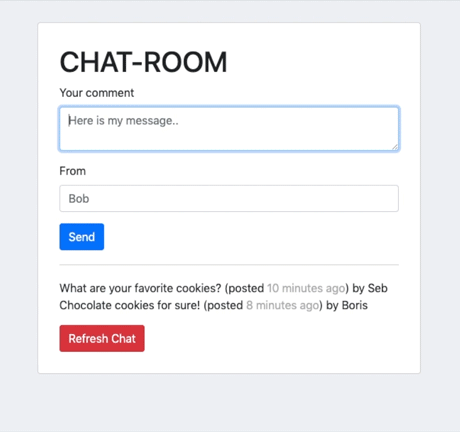 CHAT-ROOM
Your comment
Here is my message..
From
Bob
Send
What are your favorite cookies? (posted 10 minutes ago) by Seb
Chocolate cookies for sure! (posted 8 minutes ago) by Boris
Refresh Chat